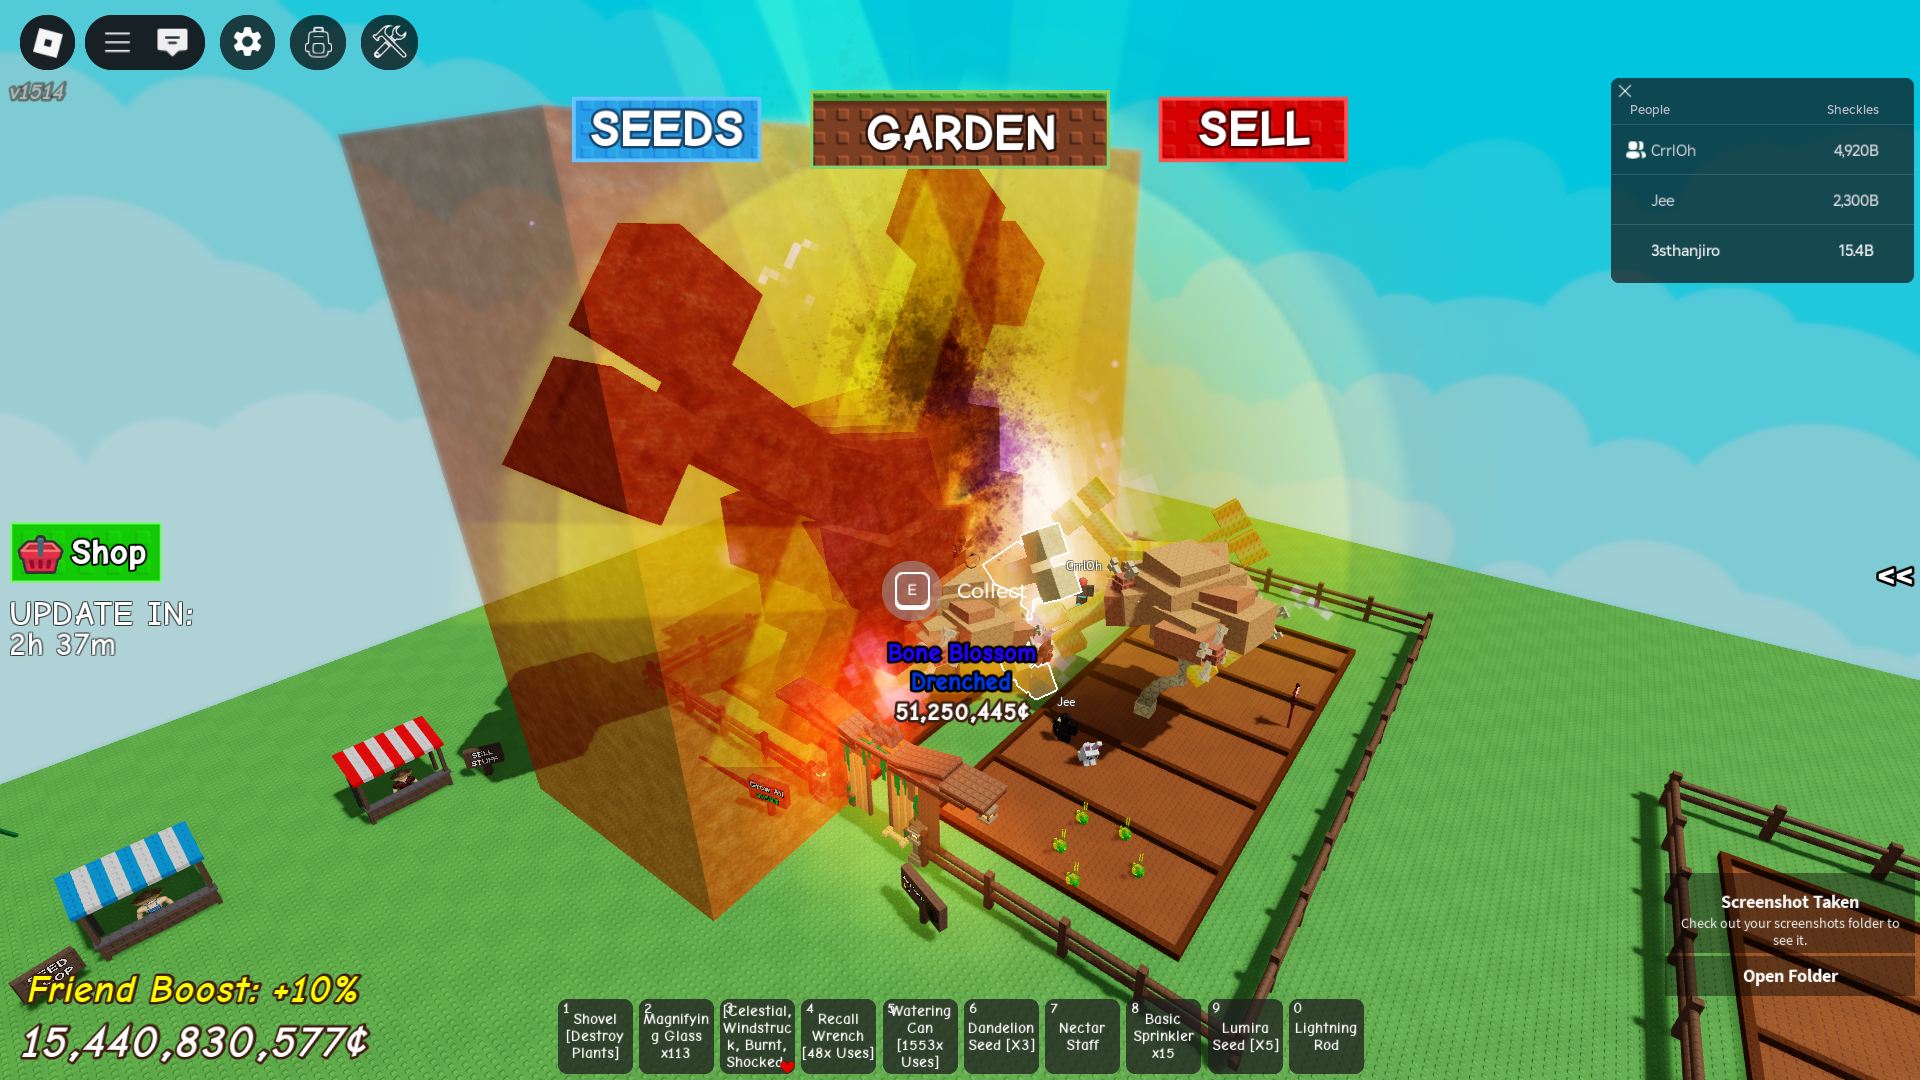 v1514
SEEDS
GARDEN
SELL
People Sheckles
CrrlOh 4,920B
Jee 2,300B
3sthanjiro 15.4B
Shop
UPDATE IN:
2h 37m
<<
CrrlOh
E
Collect
Bone Blossom
Drenched
51,250,445¢
Jee
SELL
STUFF
Screenshot Taken
Check out your screenshots folder to
see it.
Open Folder
Friend Boost: +10%
15,440,830,577¢
1
Shovel
[Destroy
Plants]
2
Magnifyin
g Glass
x113
3
[Celestial,
Windstruc
k, Burnt,
Shocked,
4
Recall
Wrench
[48x Uses]
5
Watering
Can
[1553x
Uses]
6
Dandelion
Seed [X3]
7
Nectar
Staff
8
Basic
Sprinkler
x15
9
Lumira
Seed [X5]
0
Lightning
Rod